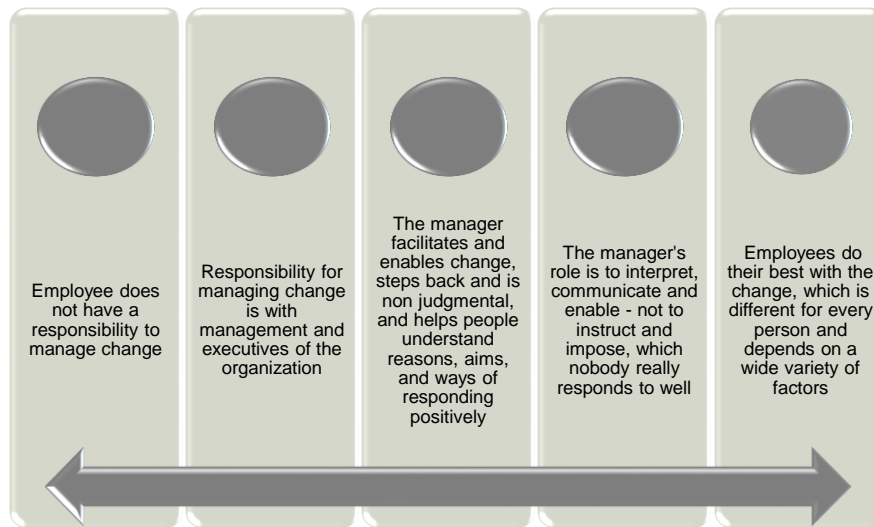 Employee does
not have a
responsibility to
manage change
Responsibility for
managing change
is with
management and
executives of the
organization
The manager
facilitates and
enables change,
steps back and is
non judgmental,
and helps people
understand
reasons, aims,
and ways of
responding
positively
The manager's
role is to interpret,
communicate and
enable - not to
instruct and
impose, which
nobody really
responds to well
Employees do
their best with the
change, which is
different for every
person and
depends on a
wide variety of
factors